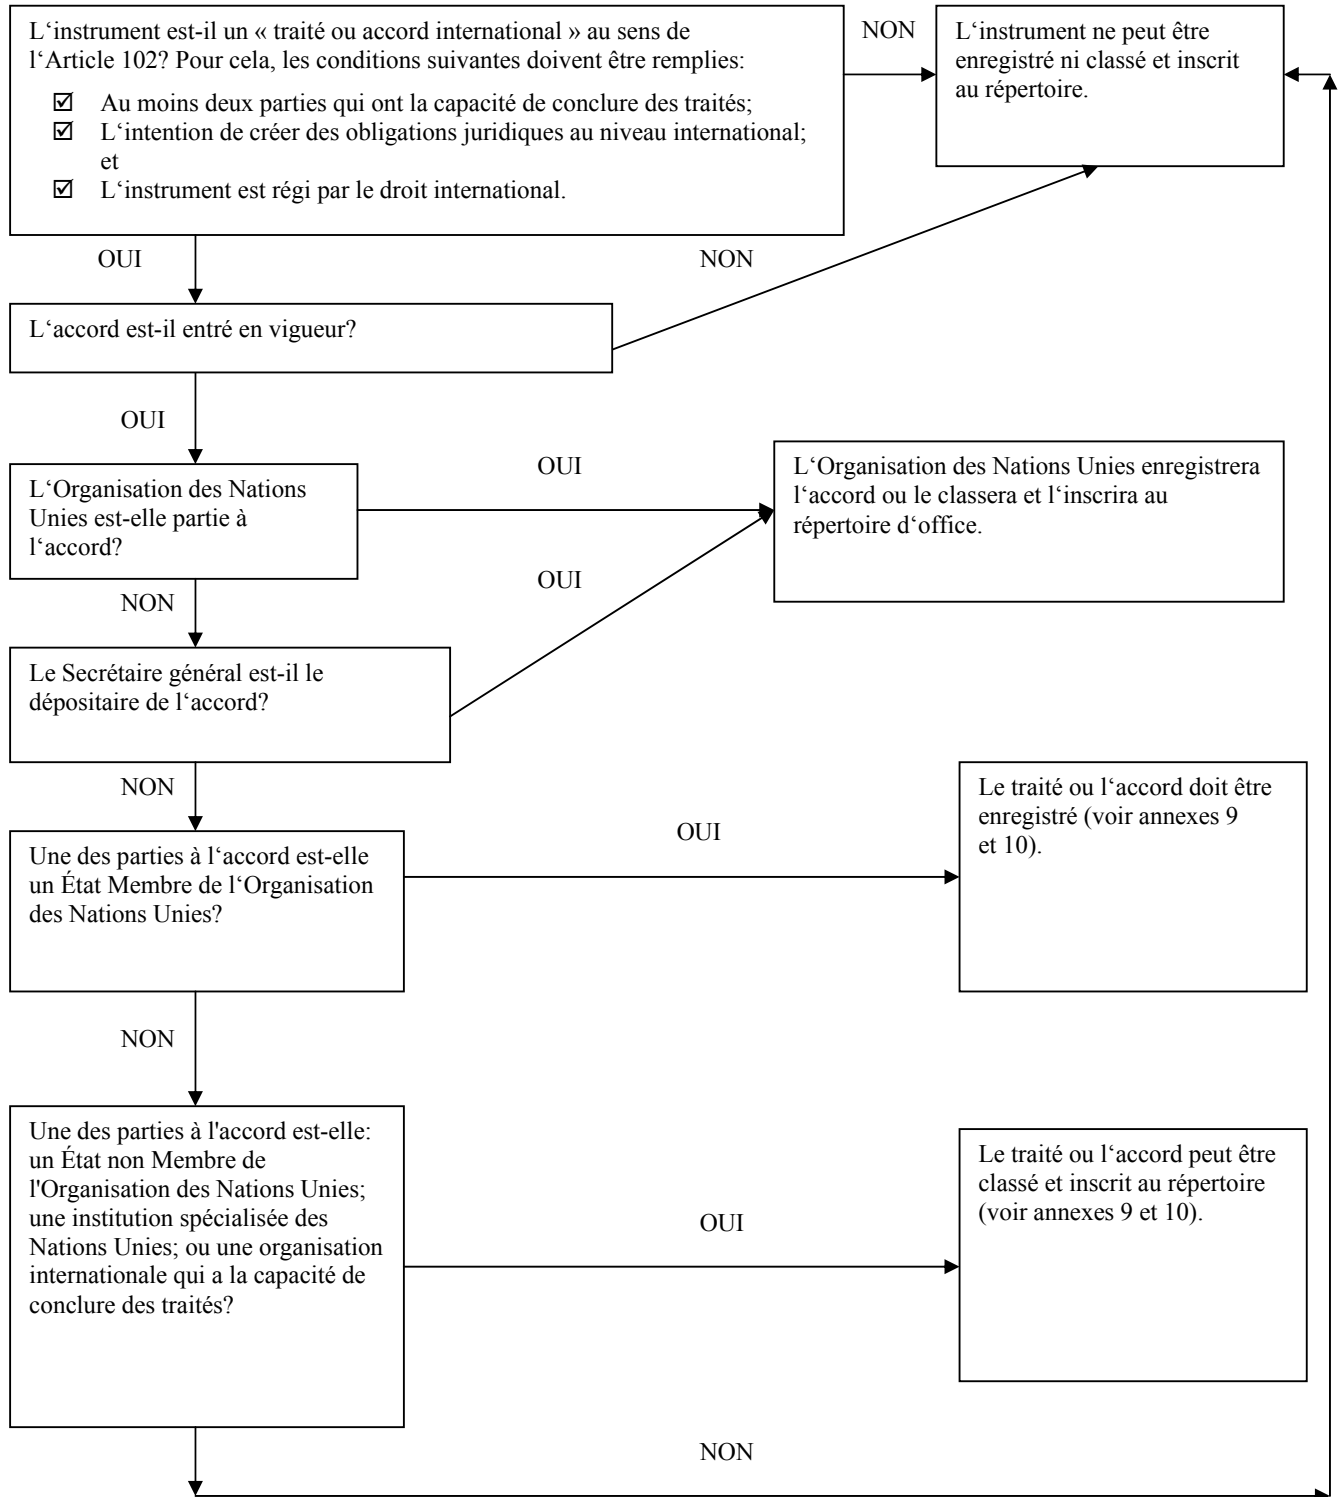 L‘instrument est-il un « traité ou accord international » au sens de
l‘Article 102? Pour cela, les conditions suivantes doivent être remplies:
☑ Au moins deux parties qui ont la capacité de conclure des traités;
☑ L‘intention de créer des obligations juridiques au niveau international;
et
☑ L‘instrument est régi par le droit international.
NON
L‘instrument ne peut être
enregistré ni classé et inscrit
au répertoire.
OUI
NON
L‘accord est-il entré en vigueur?
OUI
L‘Organisation des Nations
Unies est-elle partie à
l‘accord?
OUI
L‘Organisation des Nations Unies enregistrera
l‘accord ou le classera et l‘inscrira au
répertoire d‘office.
OUI
NON
Le Secrétaire général est-il le
dépositaire de l‘accord?
NON
Une des parties à l‘accord est-elle
un État Membre de l‘Organisation
des Nations Unies?
OUI
Le traité ou l‘accord doit être
enregistré (voir annexes 9
et 10).
NON
Une des parties à l'accord est-elle:
un État non Membre de
l'Organisation des Nations Unies;
une institution spécialisée des
Nations Unies; ou une organisation
internationale qui a la capacité de
conclure des traités?
OUI
Le traité ou l‘accord peut être
classé et inscrit au répertoire
(voir annexes 9 et 10).
NON